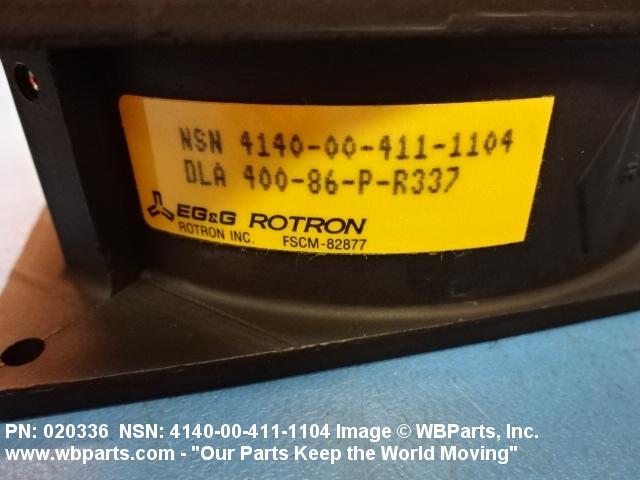 NSN 4140-00-411-1104
DLA 400-86-P-R337
EG&G ROTRON
ROTRON INC. FSCM-82877
PN: 020336 NSN: 4140-00-411-1104 Image © WBParts, Inc.
www.wbparts.com - "Our Parts Keep the World Moving"